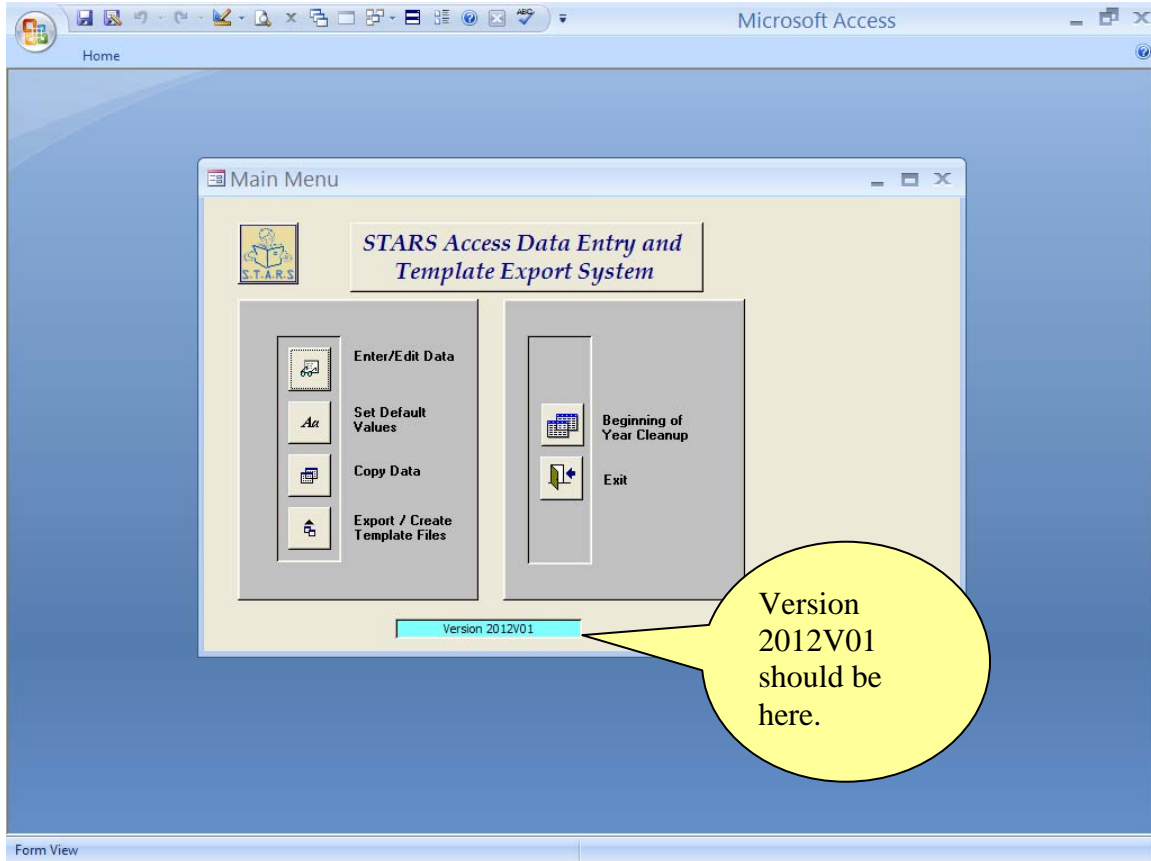 Microsoft Access
Home
Main Menu
S.T.A.R.S
STARS Access Data Entry and
Template Export System
Enter/Edit Data
Aa
Set Default
Values
Copy Data
Export / Create
Template Files
Beginning of
Year Cleanup
Exit
Version 2012V01
Version
2012V01
should be
here.
Form View